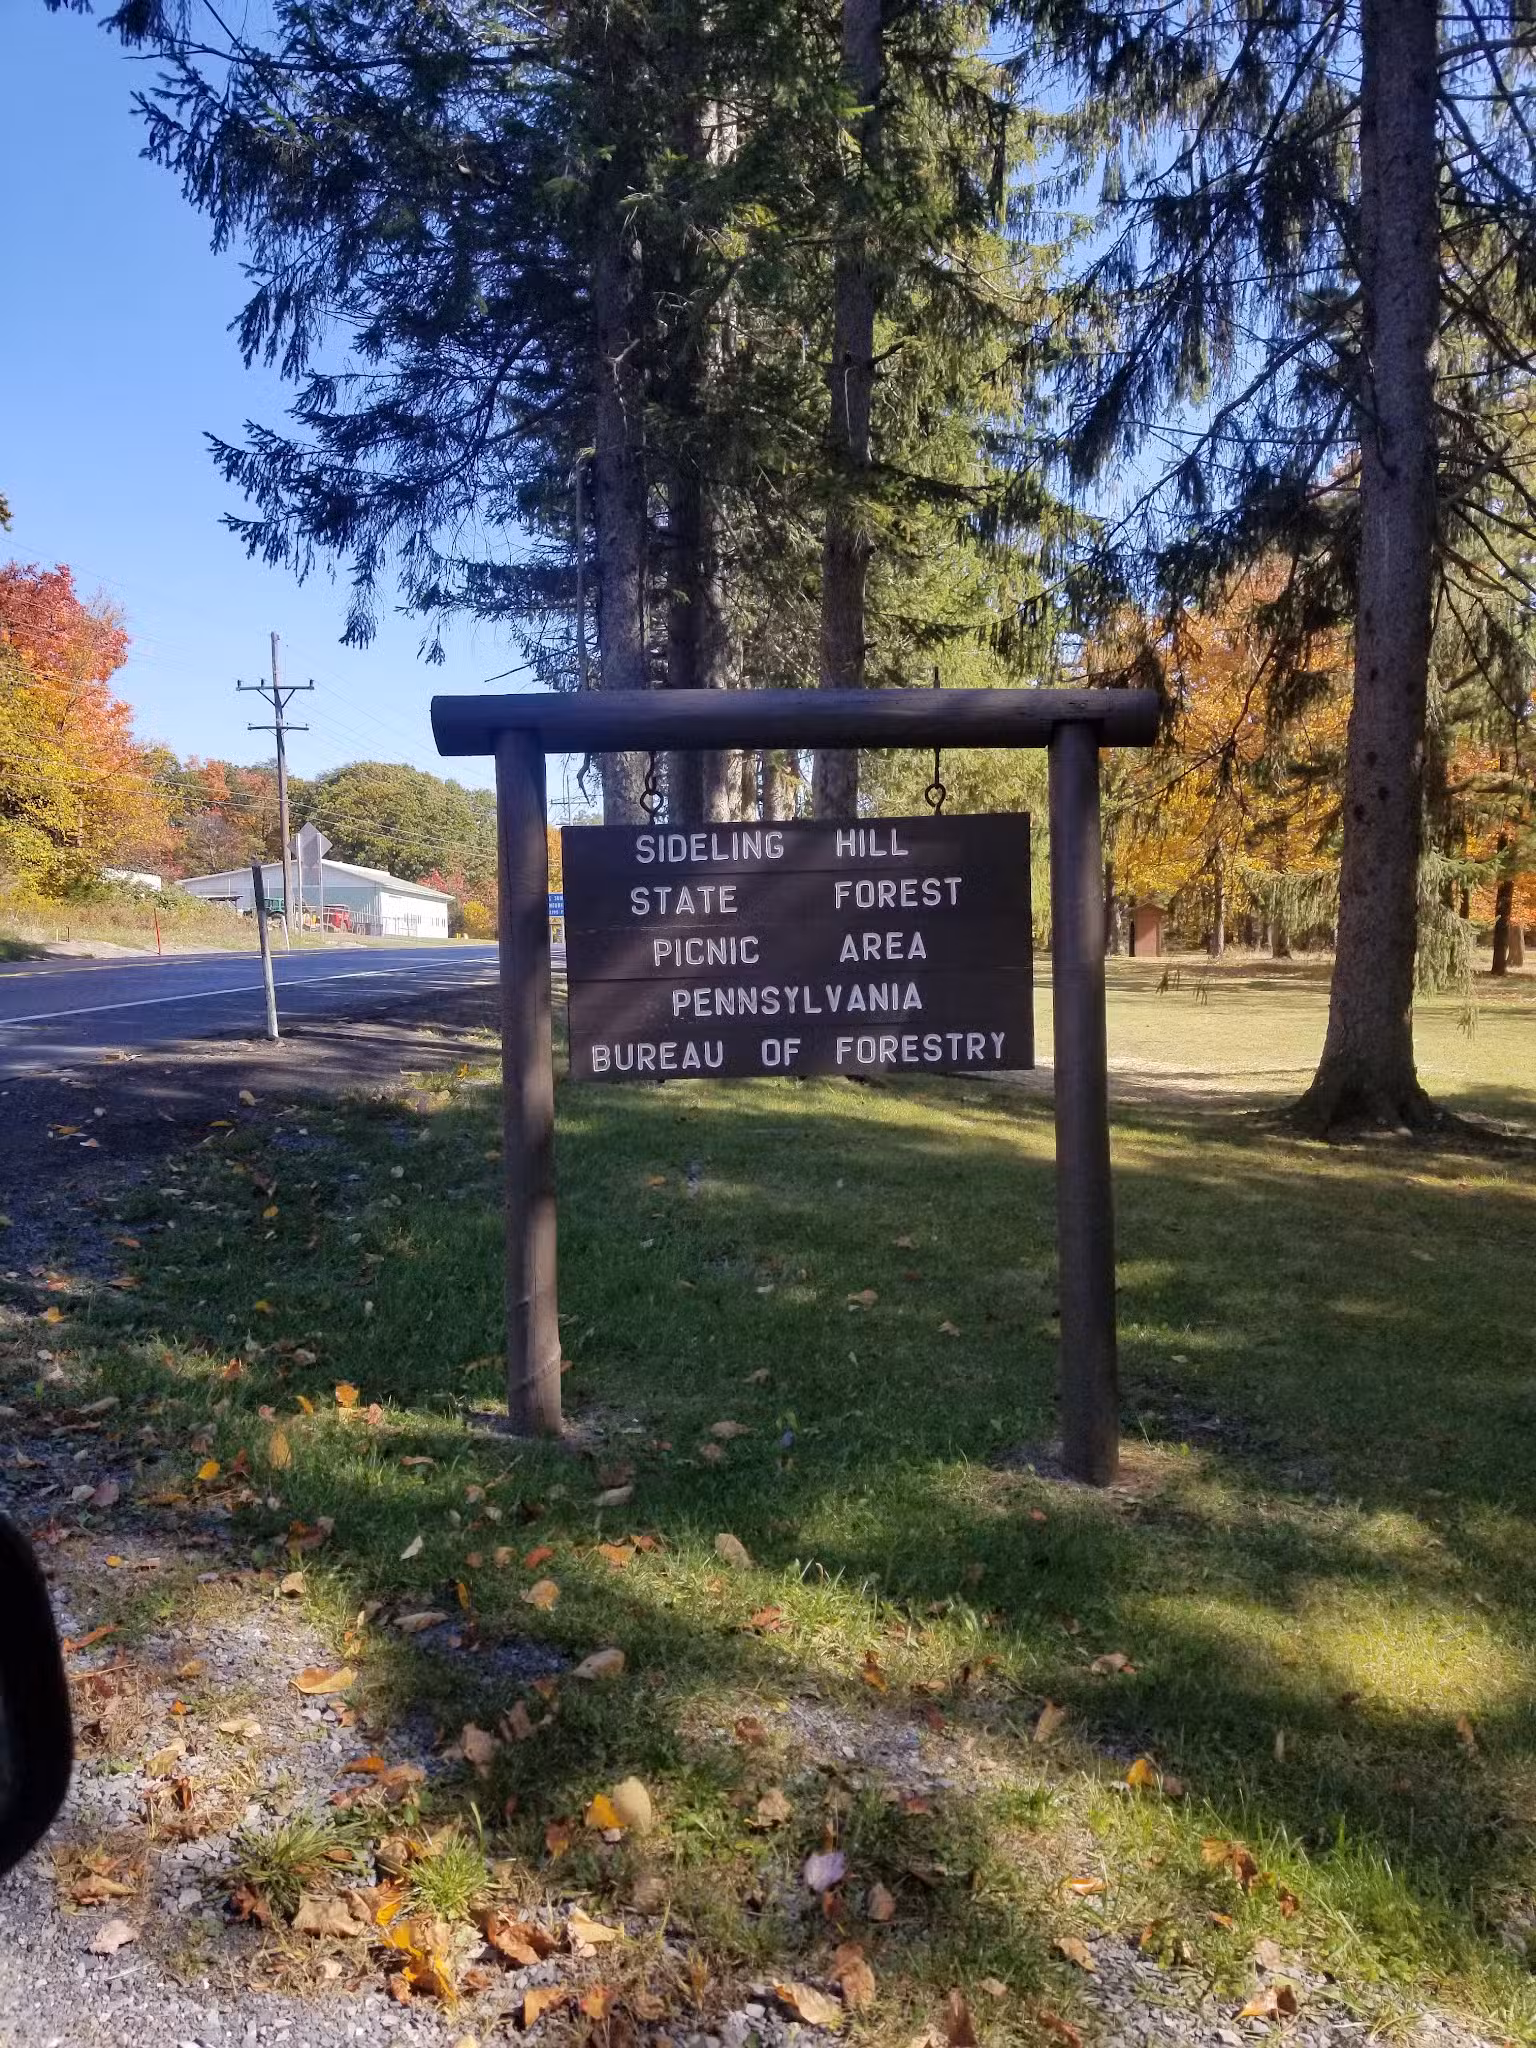 SIDELING HILL
STATE FOREST
PICNIC AREA
PENNSYLVANIA
BUREAU OF FORESTRY